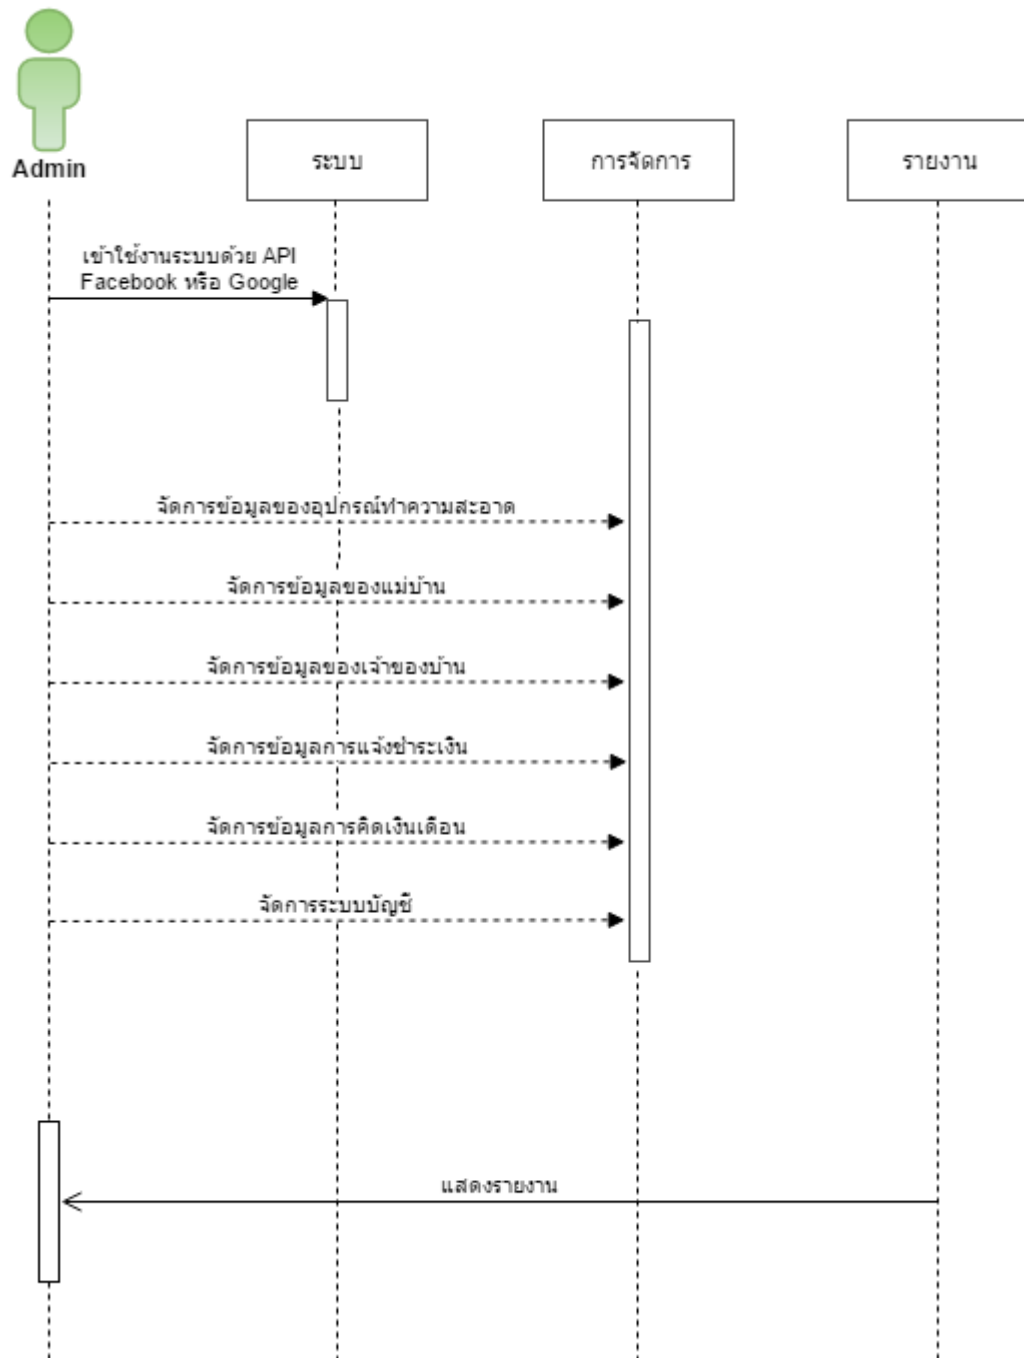 Admin
ระบบ
การจัดการ
รายงาน
เข้าใช้งานระบบด้วย API
Facebook หรือ Google
จัดการข้อมูลของอุปกรณ์ทำความสะอาด
จัดการข้อมูลของแม่บ้าน
จัดการข้อมูลของเจ้าของบ้าน
จัดการข้อมูลการแจ้งชำระเงิน
จัดการข้อมูลการคิดเงินเดือน
จัดการระบบบัญชี
แสดงรายงาน